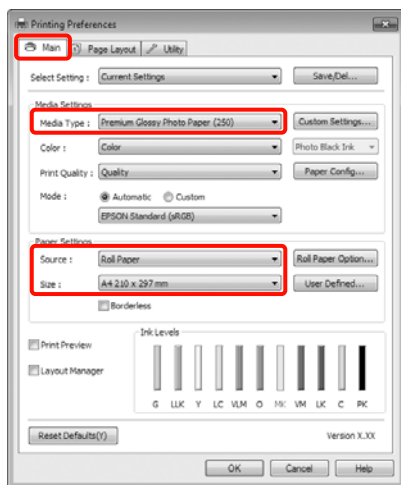 Printing Preferences
Main Page Layout Utility
Select Setting : Current Settings Save/Del...
Media Settings
Media Type : Premium Glossy Photo Paper (250) Custom Settings...
Color : Color Photo Black Ink
Print Quality : Quality Paper Config...
Mode : Automatic Custom
EPSON Standard (sRGB)
Paper Settings
Source : Roll Paper Roll Paper Option...
Size : A4 210 x 297 mm User Defined...
Borderless
Ink Levels
Print Preview
Layout Manager
G LLK Y LC VLM O MK VM LK C PK
Reset Defaults(Y) Version X.XX
OK Cancel Help